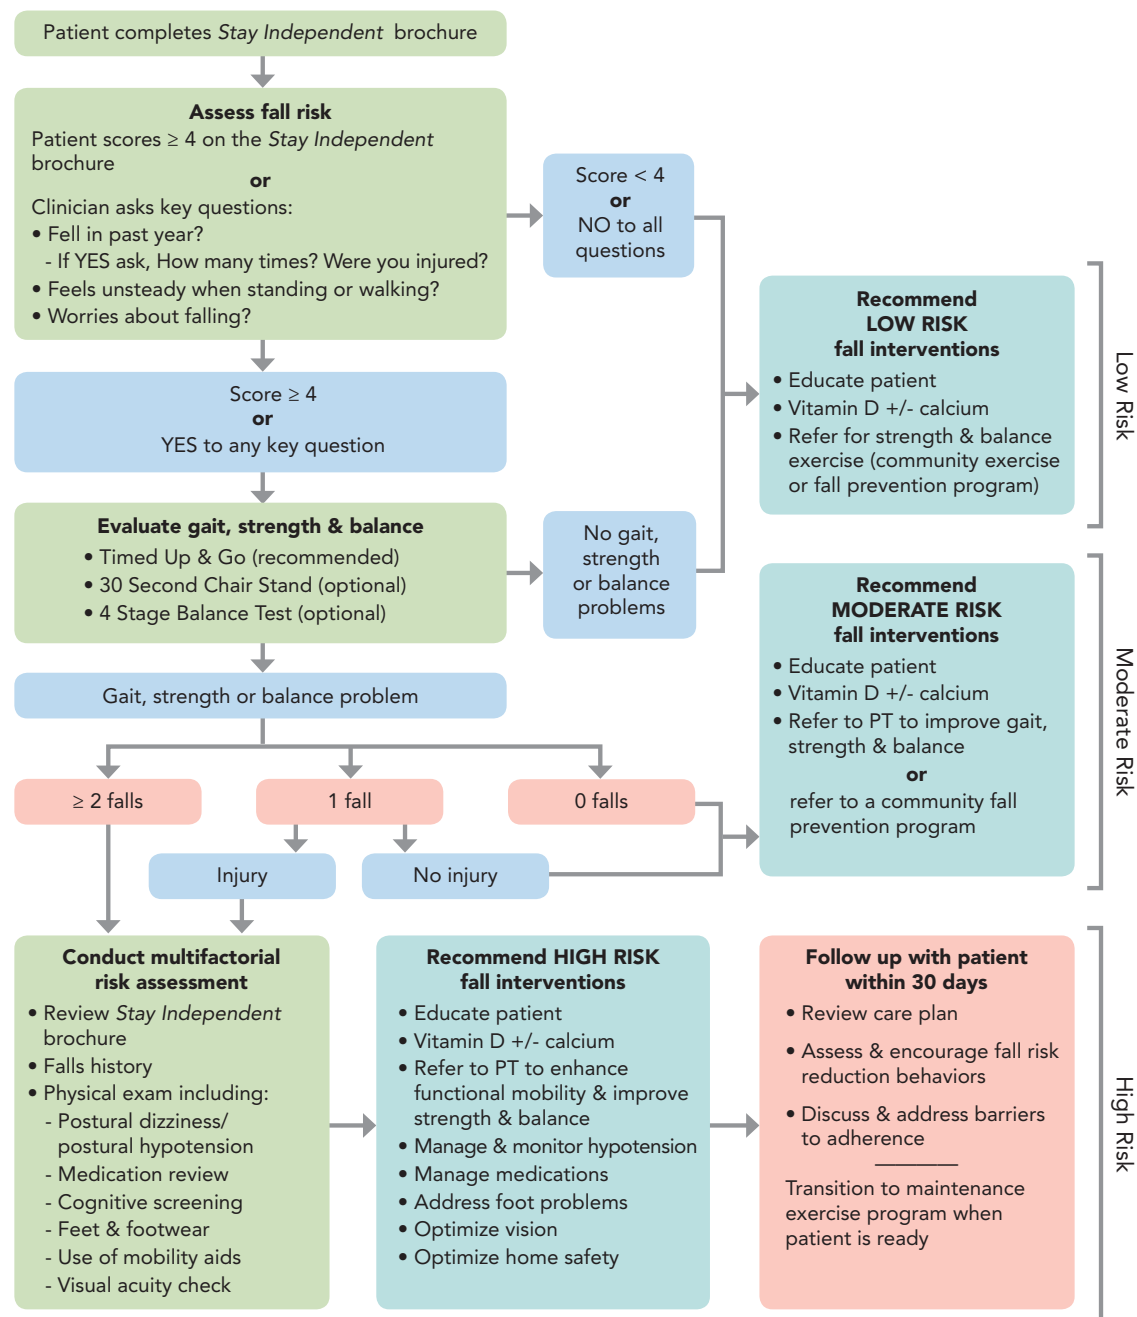 Patient completes Stay Independent brochure
Assess fall risk
Patient scores ≥ 4 on the Stay Independent
brochure
or
Clinician asks key questions:
• Fell in past year?
- If YES ask, How many times? Were you injured?
• Feels unsteady when standing or walking?
• Worries about falling?
Score < 4
or
NO to all
questions
Score ≥ 4
or
YES to any key question
Evaluate gait, strength & balance
• Timed Up & Go (recommended)
• 30 Second Chair Stand (optional)
• 4 Stage Balance Test (optional)
No gait,
strength
or balance
problems
Recommend
LOW RISK
fall interventions
• Educate patient
• Vitamin D +/- calcium
• Refer for strength & balance
exercise (community exercise
or fall prevention program)
Low Risk
Gait, strength or balance problem
≥ 2 falls
1 fall
0 falls
Injury
No injury
Recommend
MODERATE RISK
fall interventions
• Educate patient
• Vitamin D +/- calcium
• Refer to PT to improve gait,
strength & balance
or
refer to a community fall
prevention program
Moderate Risk
Conduct multifactorial
risk assessment
• Review Stay Independent
brochure
• Falls history
• Physical exam including:
- Postural dizziness/
postural hypotension
- Medication review
- Cognitive screening
- Feet & footwear
- Use of mobility aids
- Visual acuity check
Recommend HIGH RISK
fall interventions
• Educate patient
• Vitamin D +/- calcium
• Refer to PT to enhance
functional mobility & improve
strength & balance
• Manage & monitor hypotension
• Manage medications
• Address foot problems
• Optimize vision
• Optimize home safety
Follow up with patient
within 30 days
• Review care plan
• Assess & encourage fall risk
reduction behaviors
• Discuss & address barriers
to adherence
Transition to maintenance
exercise program when
patient is ready
High Risk